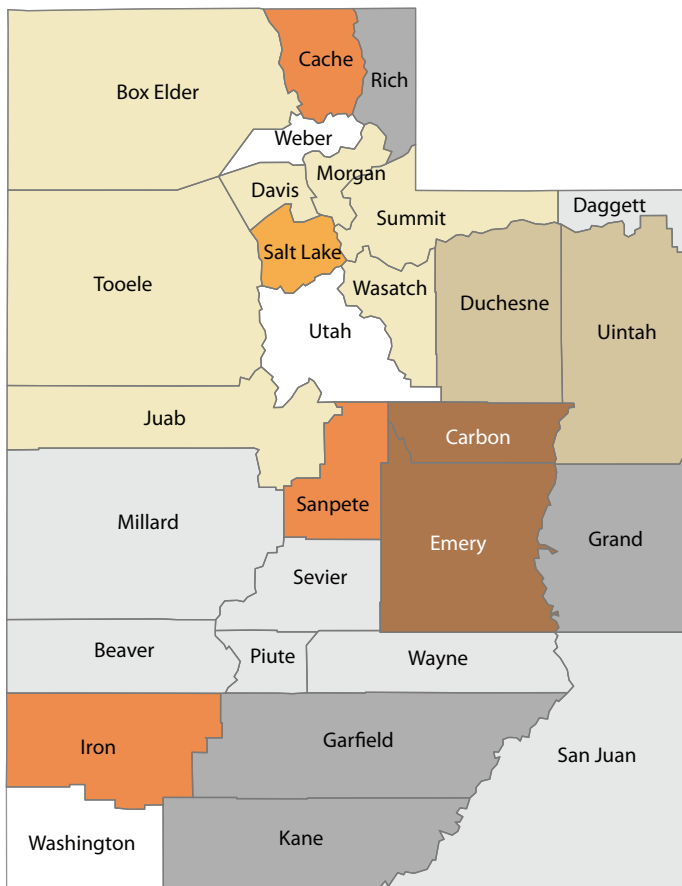 Cache
Rich
Box Elder
Weber
Morgan
Davis
Daggett
Summit
Salt Lake
Tooele
Wasatch
Duchesne
Uintah
Utah
Juab
Carbon
Sanpete
Millard
Emery
Grand
Sevier
Beaver
Piute
Wayne
Iron
Garfield
San Juan
Washington
Kane